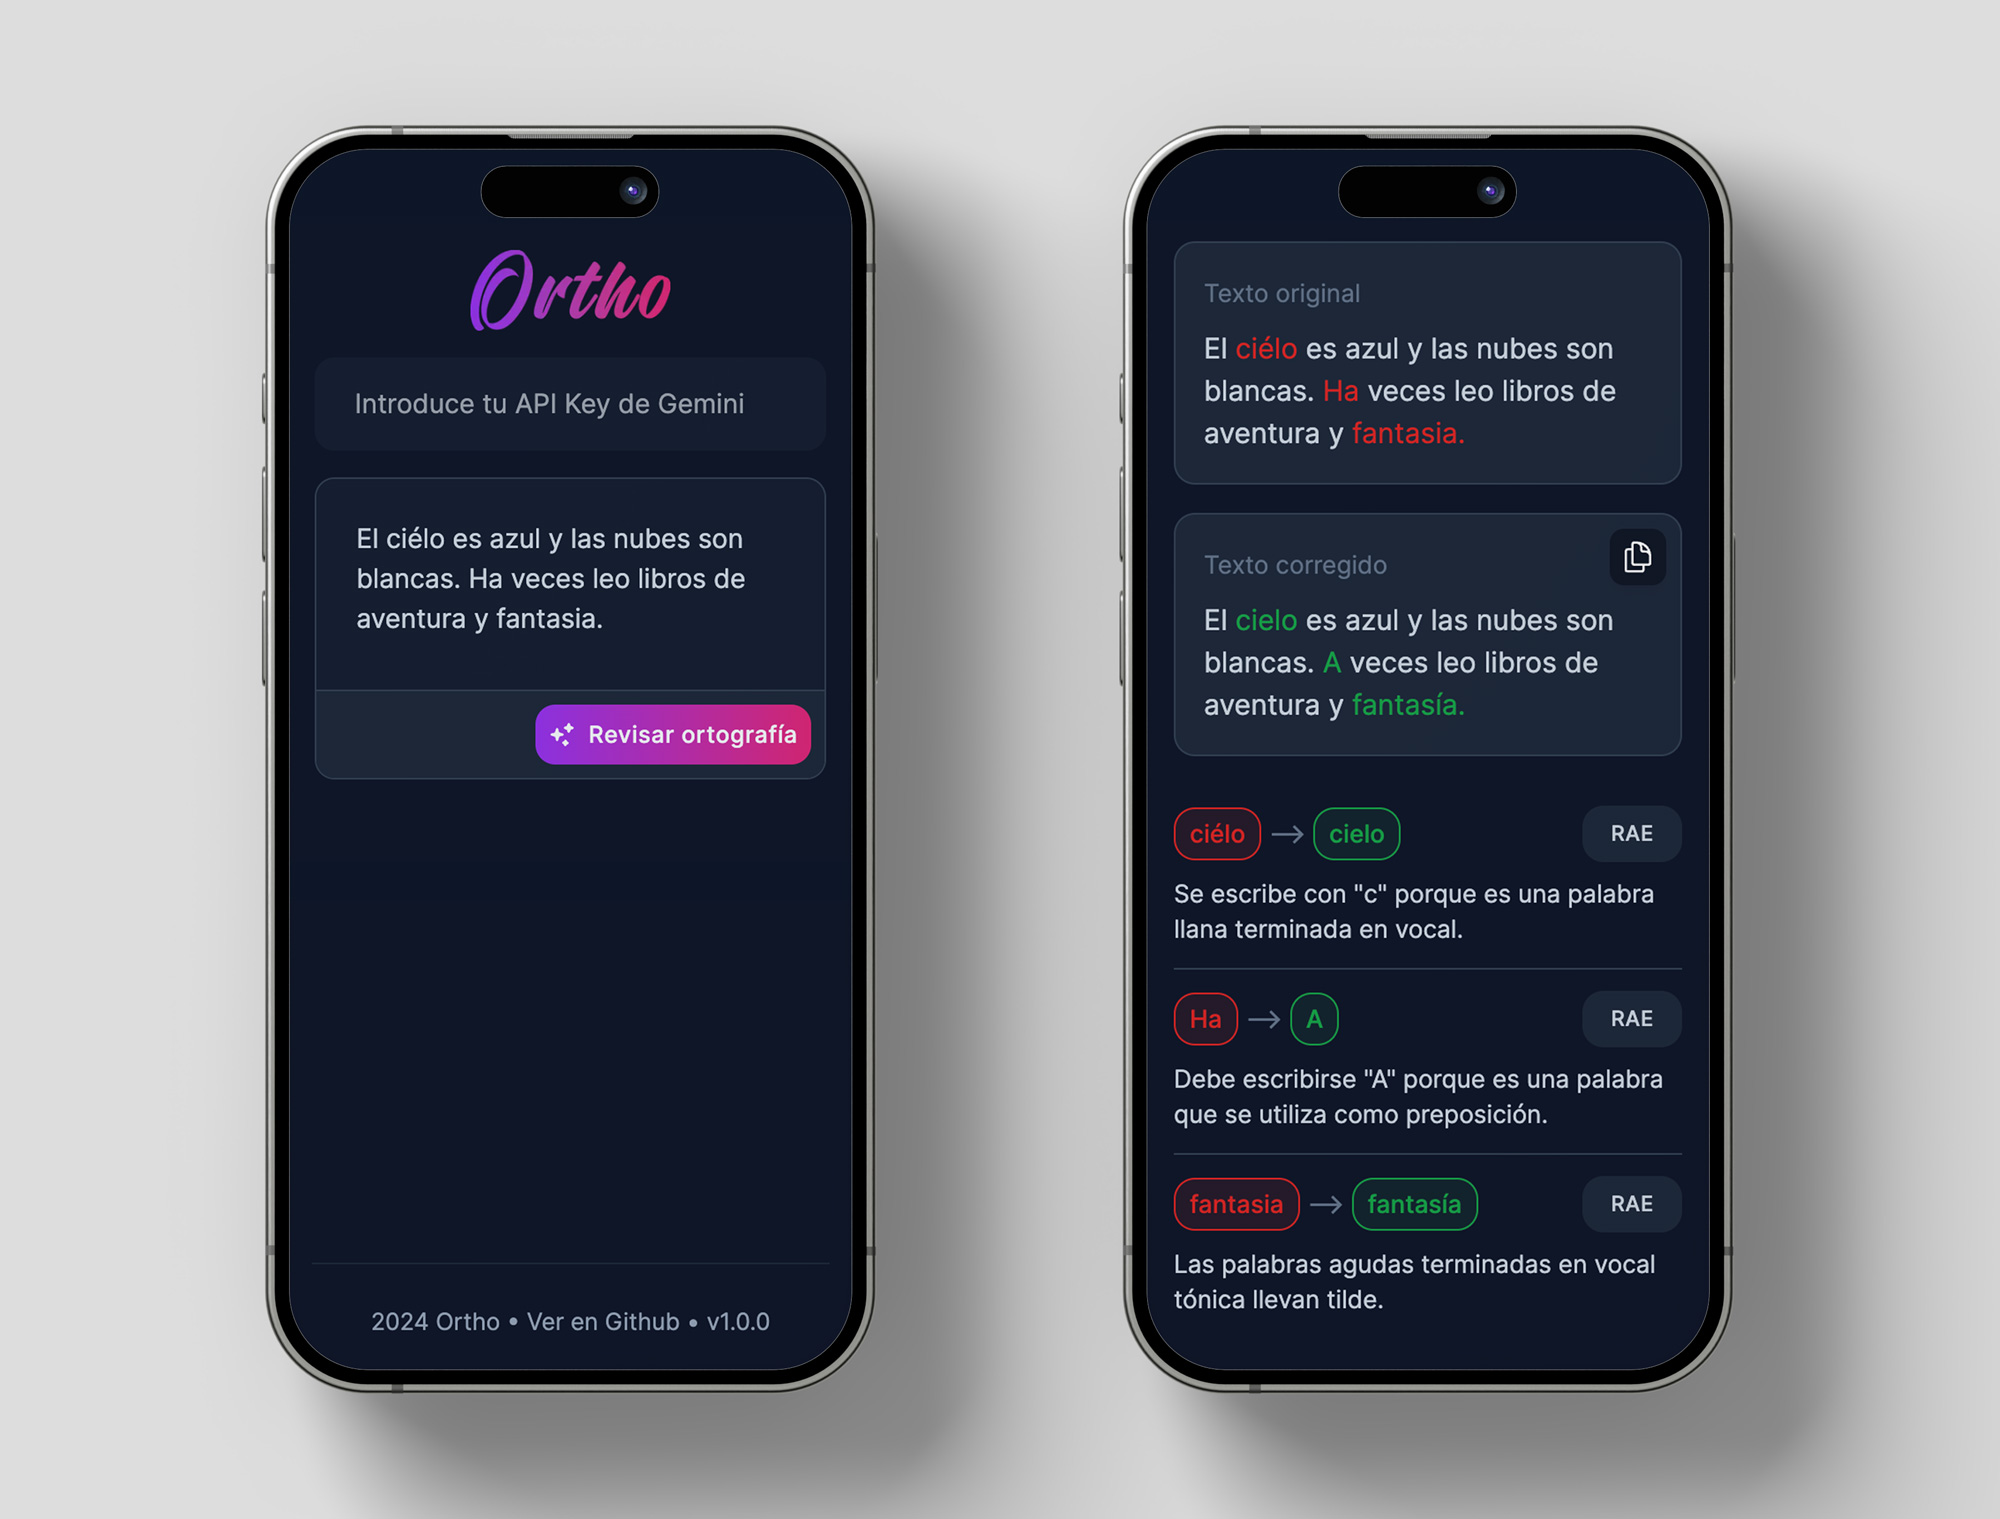 Ortho
Introduce tu API Key de Gemini
El ciélo es azul y las nubes son
blancas. Ha veces leo libros de
aventura y fantasia.
Revisar ortografía
2024 Ortho • Ver en Github • v1.0.0
Texto original
El ciélo es azul y las nubes son
blancas. Ha veces leo libros de
aventura y fantasia.
Texto corregido
El cielo es azul y las nubes son
blancas. A veces leo libros de
aventura y fantasía.
ciélo → cielo RAE
Se escribe con "c" porque es una palabra
llana terminada en vocal.
Ha → A RAE
Debe escribirse "A" porque es una palabra
que se utiliza como preposición.
fantasia → fantasía RAE
Las palabras agudas terminadas en vocal
tónica llevan tilde.